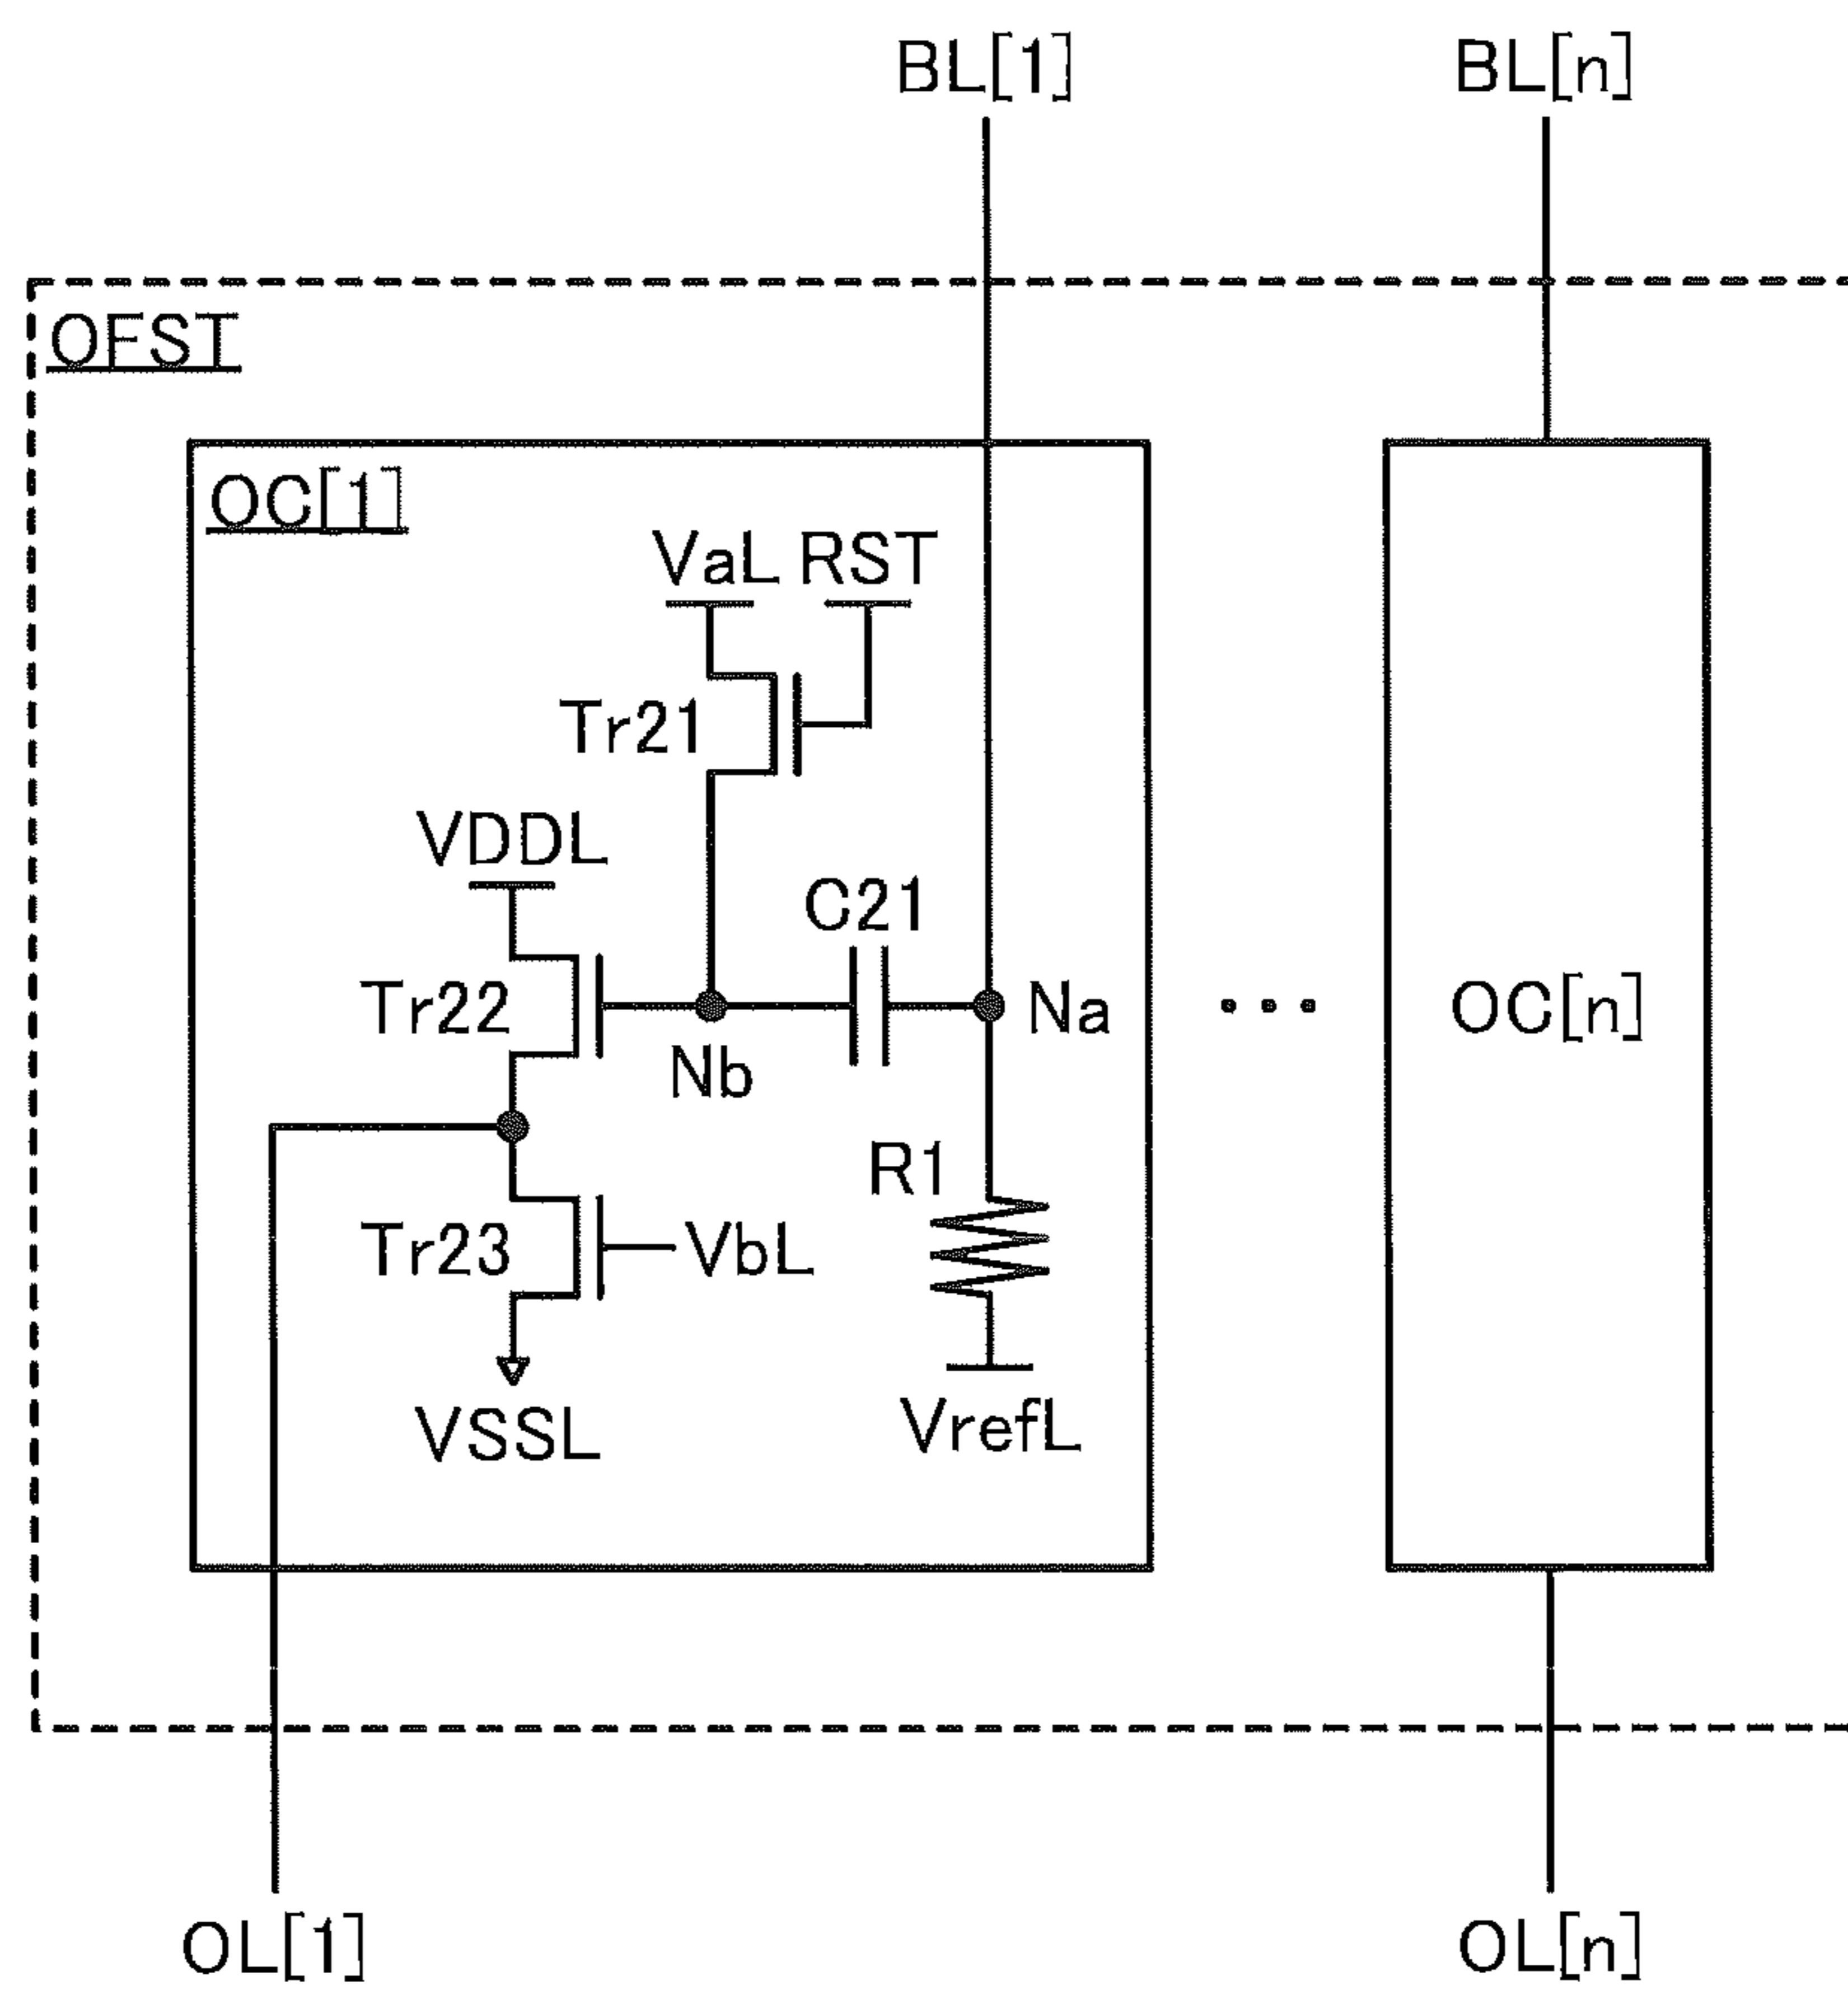 BL[1] BL[n]
OFST
OC[1]
VaL RST
Tr21
VDDL
C21
Tr22
Nb
Na
... OC[n]
R1
Tr23 VbL
VSSL
VrefL
OL[1] OL[n]